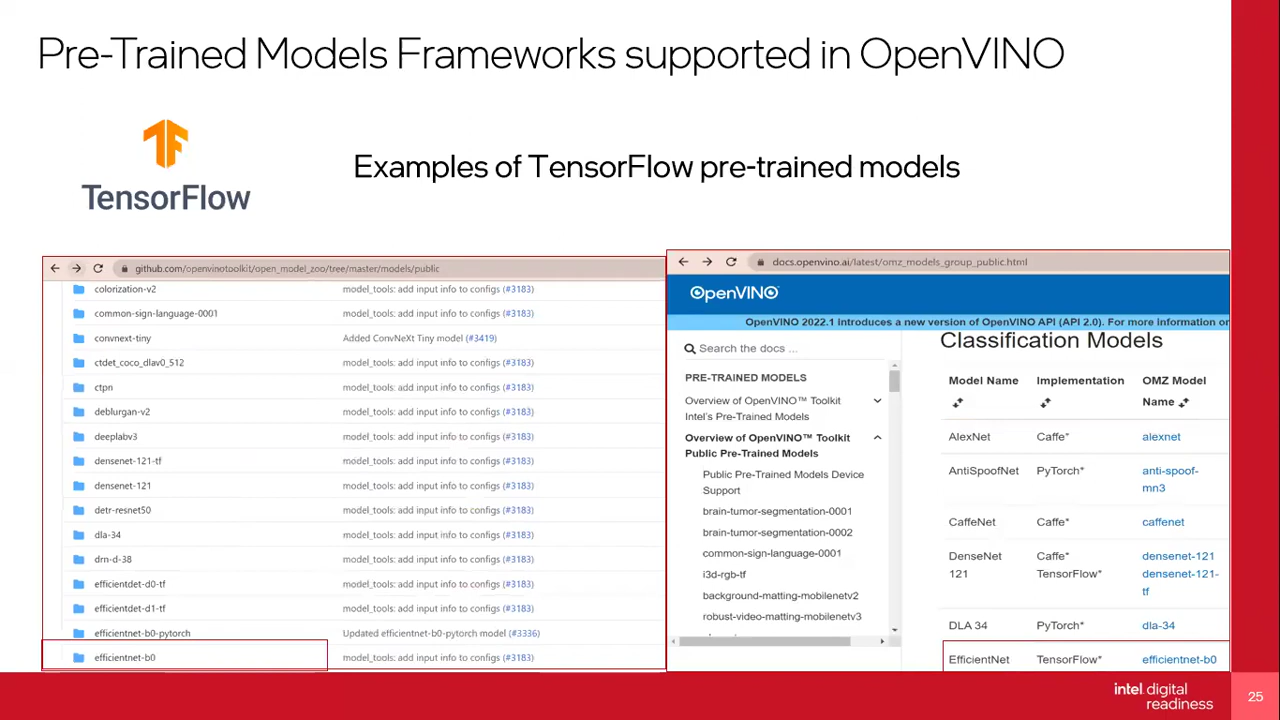 Pre-Trained Models Frameworks supported in OpenVINO
TensorFlow
Examples of TensorFlow pre-trained models
github.com/openvinotoolkit/open_model_zoo/tree/master/models/public
colorization-v2 model_tools: add input info to configs (#3183)
common-sign-language-0001 model_tools: add input info to configs (#3183)
convnext-tiny Added ConvNeXt Tiny model (#3419)
ctdet_coco_dlav0_512 model_tools: add input info to configs (#3183)
ctpn model_tools: add input info to configs (#3183)
deblurgan-v2 model_tools: add input info to configs (#3183)
deeplabv3 model_tools: add input info to configs (#3183)
densenet-121-tf model_tools: add input info to configs (#3183)
densenet-121 model_tools: add input info to configs (#3183)
detr-resnet50 model_tools: add input info to configs (#3183)
dla-34 model_tools: add input info to configs (#3183)
drn-d-38 model_tools: add input info to configs (#3183)
efficientdet-d0-tf model_tools: add input info to configs (#3183)
efficientdet-d1-tf model_tools: add input info to configs (#3183)
efficientnet-b0-pytorch Updated efficientnet-b0-pytorch model (#3336)
efficientnet-b0 model_tools: add input info to configs (#3183)
docs.openvino.ai/latest/omz_models_group_public.html
OpenVINO
OpenVINO 2022.1 introduces a new version of OpenVINO API (API 2.0). For more information or
Search the docs ...
PRE-TRAINED MODELS
Overview of OpenVINO™ Toolkit
Intel's Pre-Trained Models
Overview of OpenVINO™ Toolkit
Public Pre-Trained Models
Public Pre-Trained Models Device
Support
brain-tumor-segmentation-0001
brain-tumor-segmentation-0002
common-sign-language-0001
i3d-rgb-tf
background-matting-mobilenetv2
robust-video-matting-mobilenetv3
Classification Models
Model Name Implementation OMZ Model
Name
AlexNet Caffe* alexnet
AntiSpoofNet PyTorch* anti-spoof-
mn3
CaffeNet Caffe* caffenet
DenseNet Caffe* densenet-121
121 TensorFlow* densenet-121-
tf
DLA 34 PyTorch* dla-34
EfficientNet TensorFlow* efficientnet-b0
intel. digital
readiness
25